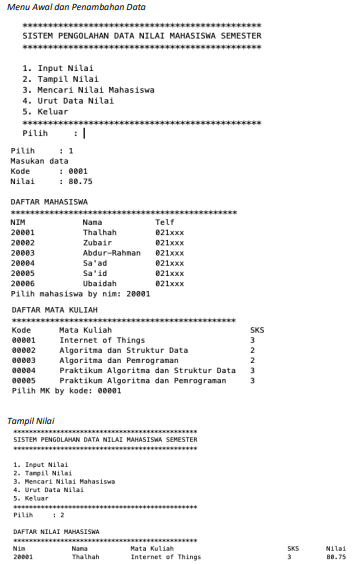 Menu Awal dan Penambahan Data
***************************************************
SISTEM PENGOLAHAN DATA NILAI MAHASISWA SEMESTER
***************************************************
1. Input Nilai
2. Tampil Nilai
3. Mencari Nilai Mahasiswa
4. Urut Data Nilai
5. Keluar
***************************************************
Pilih : |
Pilih : 1
Masukan data
Kode : 0001
Nilai : 80.75
DAFTAR MAHASISWA
***************************************************
NIM Nama Telf
20001 Thalhah 021xxx
20002 Zubair 021xxx
20003 Abdur-Rahman 021xxx
20004 Sa'ad 021xxx
20005 Sa'id 021xxx
20006 Ubaidah 021xxx
Pilih mahasiswa by nim: 20001
DAFTAR MATA KULIAH
***************************************************
Kode Mata Kuliah SKS
00001 Internet of Things 3
00002 Algoritma dan Struktur Data 2
00003 Algoritma dan Pemrograman 2
00004 Praktikum Algoritma dan Struktur Data 3
00005 Praktikum Algoritma dan Pemrograman 3
Pilih MK by kode: 00001
Tampil Nilai
***************************************************
SISTEM PENGOLAHAN DATA NILAI MAHASISWA SEMESTER
***************************************************
1. Input Nilai
2. Tampil Nilai
3. Mencari Nilai Mahasiswa
4. Urut Data Nilai
5. Keluar
***************************************************
Pilih : 2
DAFTAR NILAI MAHASISWA
***************************************************
Nim Nama Mata Kuliah SKS Nilai
20001 Thalhah Internet of Things 3 80.75